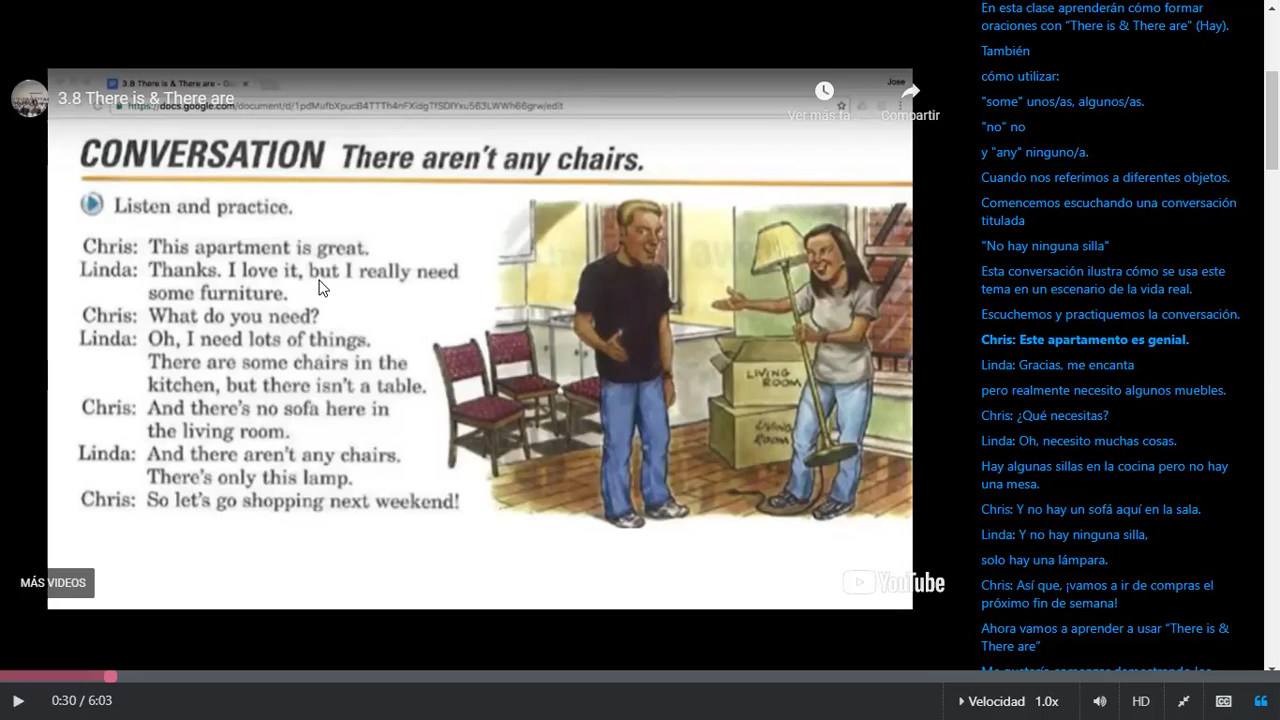 3.8 There is & There are - Go
Jose
3.8 There is & There are
Ver más ta...
Compartir
CONVERSATION There aren't any chairs.
Listen and practice.
Chris: This apartment is great.
Linda: Thanks. I love it, but I really need
some furniture.
Chris: What do you need?
Linda: Oh, I need lots of things.
There are some chairs in the
kitchen, but there isn't a table.
Chris: And there's no sofa here in
the living room.
Linda: And there aren't any chairs.
There's only this lamp.
Chris: So let's go shopping next weekend!
LIVING
ROOM
LIVING
ROOM
MÁS VIDEOS
YouTube
En esta clase aprenderán cómo formar
oraciones con "There is & There are" (Hay).
También
cómo utilizar:
"some" unos/as, algunos/as.
"no" no
y "any" ninguno/a.
Cuando nos referimos a diferentes objetos.
Comencemos escuchando una conversación
titulada
"No hay ninguna silla"
Esta conversación ilustra cómo se usa este
tema en un escenario de la vida real.
Escuchemos y practiquemos la conversación.
Chris: Este apartamento es genial.
Linda: Gracias, me encanta
pero realmente necesito algunos muebles.
Chris: ¿Qué necesitas?
Linda: Oh, necesito muchas cosas.
Hay algunas sillas en la cocina pero no hay
una mesa.
Chris: Y no hay un sofá aquí en la sala.
Linda: Y no hay ninguna silla,
solo hay una lámpara.
Chris: Así que, ¡vamos a ir de compras el
próximo fin de semana!
Ahora vamos a aprender a usar "There is &
There are"
0:30 / 6:03
Velocidad 1.0x
HD
CC